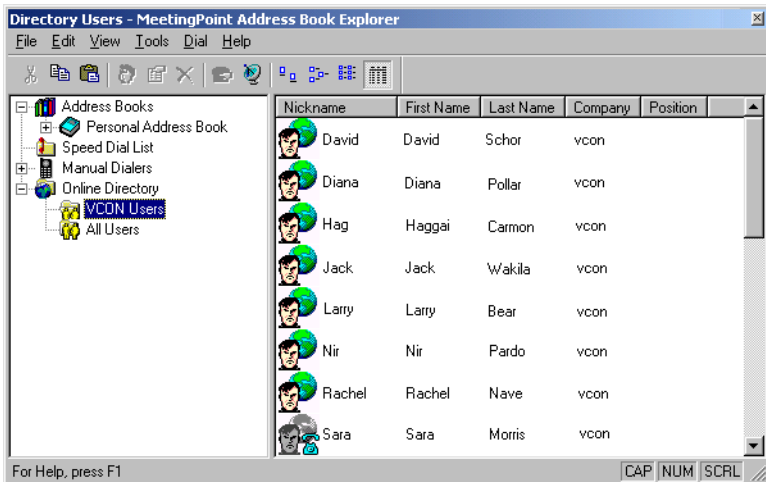 Directory Users - MeetingPoint Address Book Explorer
File Edit View Tools Dial Help
Address Books
Personal Address Book
Speed Dial List
Manual Dialers
Online Directory
VCON Users
All Users
Nickname First Name Last Name Company Position
David David Schor vcon
Diana Diana Pollar vcon
Hag Haggai Carmon vcon
Jack Jack Wakila vcon
Larry Larry Bear vcon
Nir Nir Pardo vcon
Rachel Rachel Nave vcon
Sara Sara Morris vcon
For Help, press F1 CAP NUM SCRL